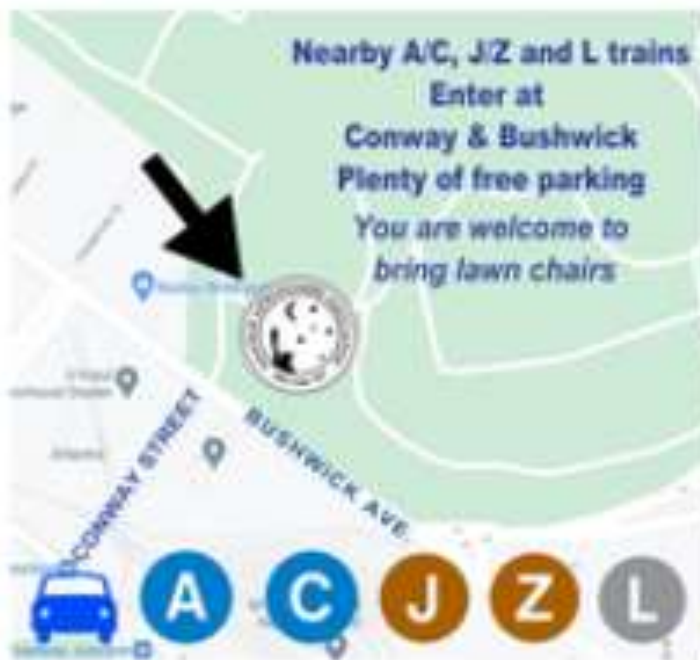 Nearby A/C, J/Z and L trains
Enter at
Conway & Bushwick
Plenty of free parking
You are welcome to
bring lawn chairs
CONWAY STREET
BUSHWICK AVE.
A C J Z L